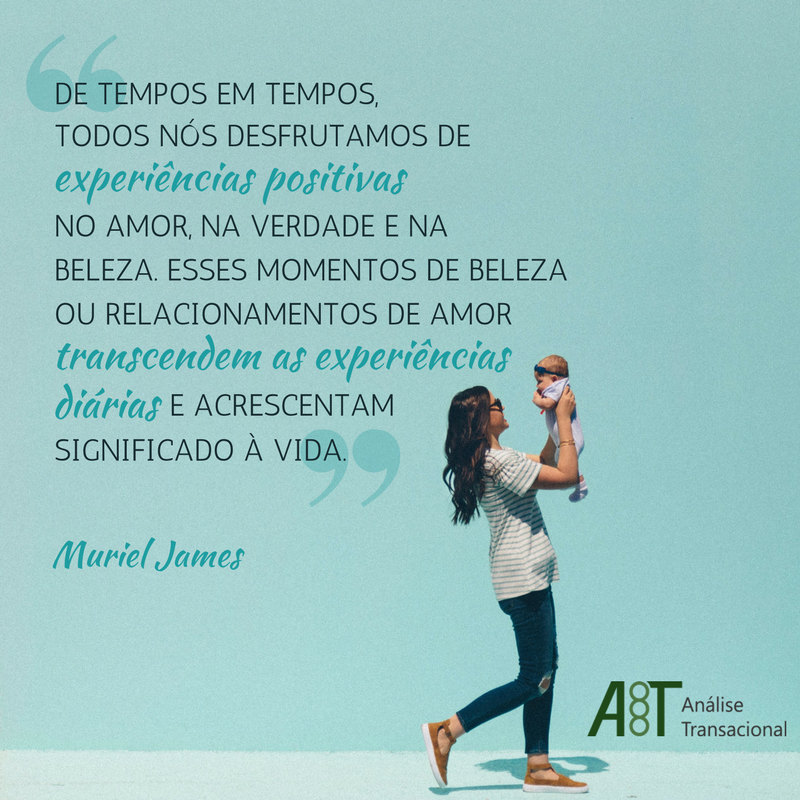 DE TEMPOS EM TEMPOS,
TODOS NÓS DESFRUTAMOS DE
experiências positivas
NO AMOR, NA VERDADE E NA
BELEZA. ESSES MOMENTOS DE BELEZA
OU RELACIONAMENTOS DE AMOR
transcendem as experiências
diárias E ACRESCENTAM
SIGNIFICADO À VIDA.
Muriel James
A8T Análise
Transacional